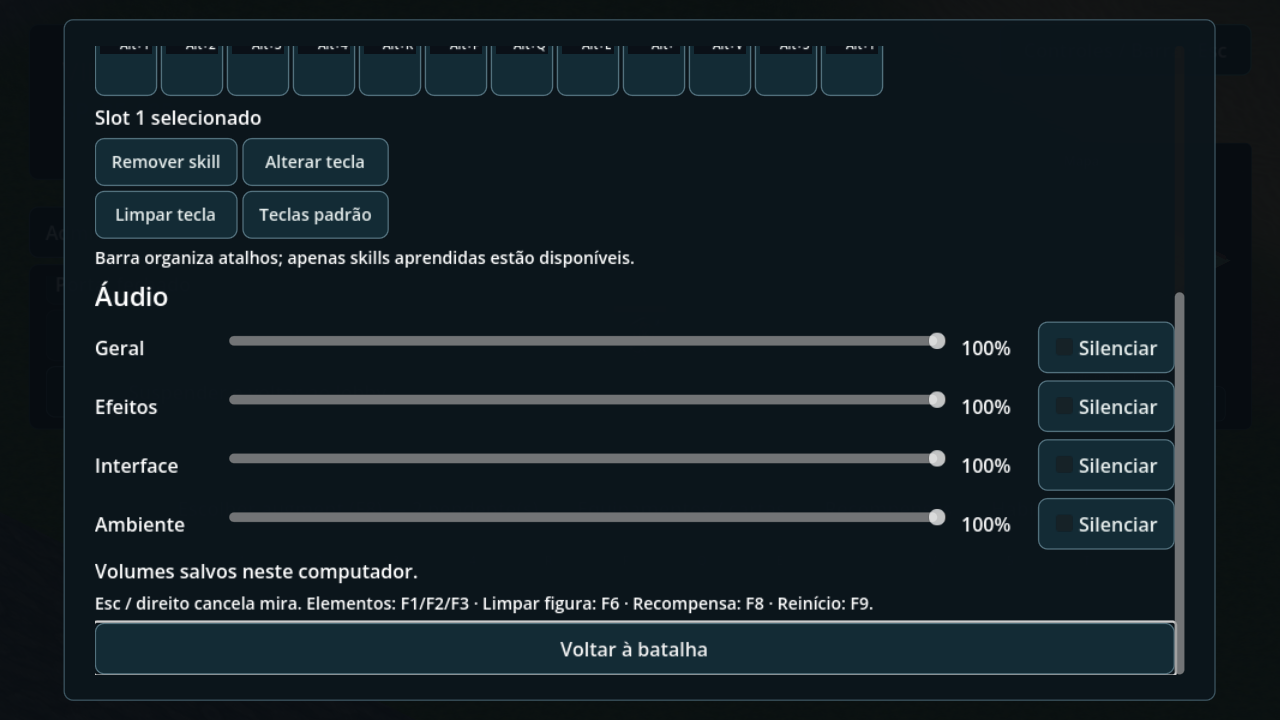 Slot 1 selecionado
Remover skill Alterar tecla
Limpar tecla Teclas padrão
Barra organiza atalhos; apenas skills aprendidas estão disponíveis.
Áudio
Geral 100% Silenciar
Efeitos 100% Silenciar
Interface 100% Silenciar
Ambiente 100% Silenciar
Volumes salvos neste computador.
Esc / direito cancela mira. Elementos: F1/F2/F3 · Limpar figura: F6 · Recompensa: F8 · Reinício: F9.
Voltar à batalha